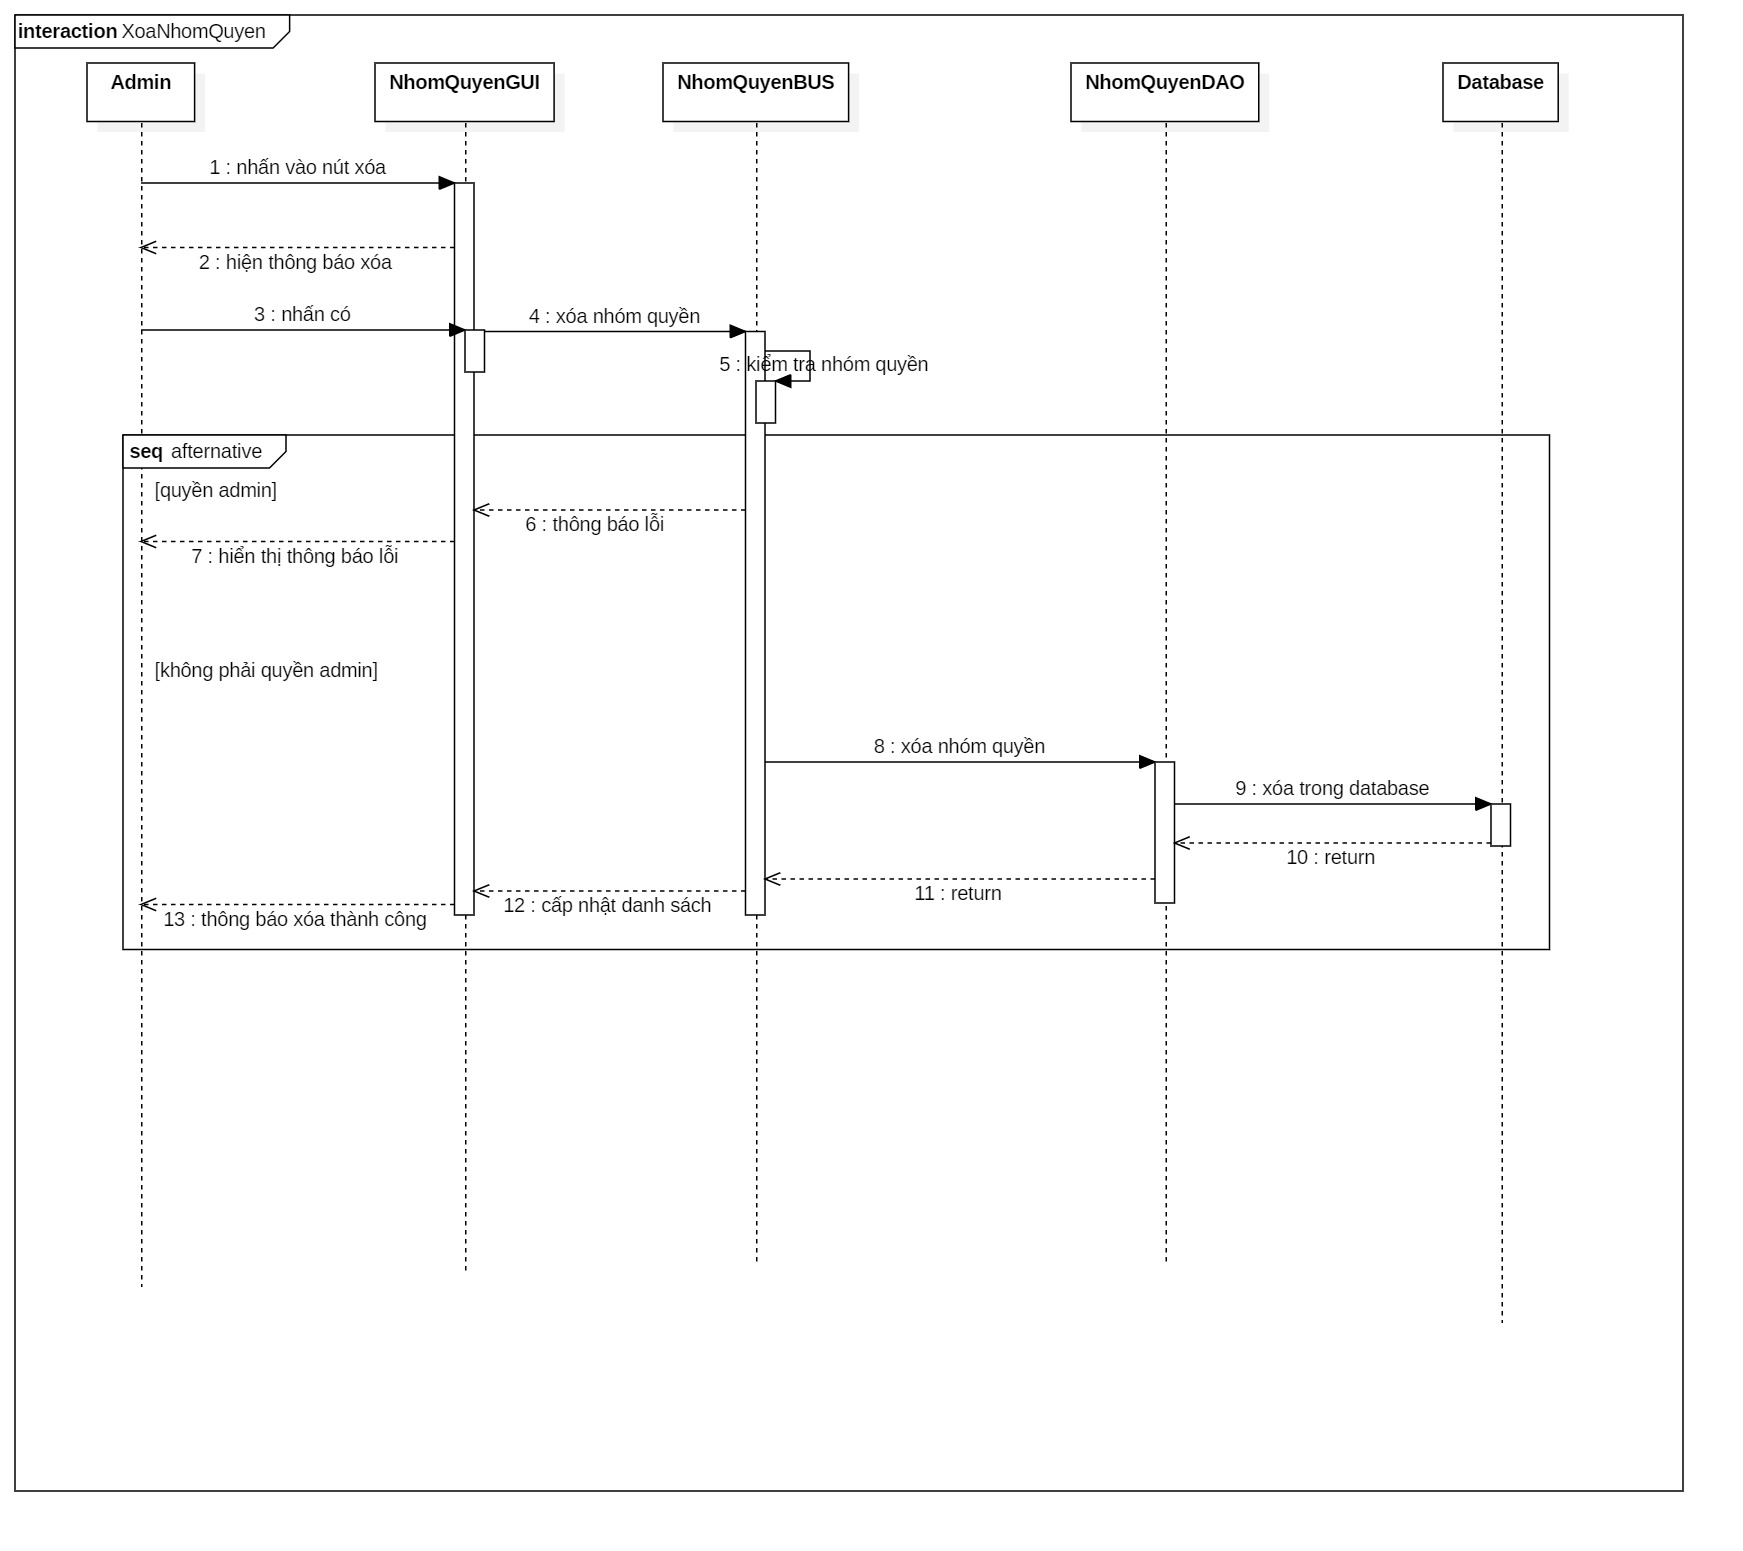 interaction XoaNhomQuyen
Admin
NhomQuyenGUI
NhomQuyenBUS
NhomQuyenDAO
Database
1 : nhấn vào nút xóa
2 : hiện thông báo xóa
3 : nhấn có
4 : xóa nhóm quyền
5 : kiểm tra nhóm quyền
seq afternative
[quyền admin]
6 : thông báo lỗi
7 : hiển thị thông báo lỗi
[không phải quyền admin]
8 : xóa nhóm quyền
9 : xóa trong database
10 : return
11 : return
12 : cấp nhật danh sách
13 : thông báo xóa thành công